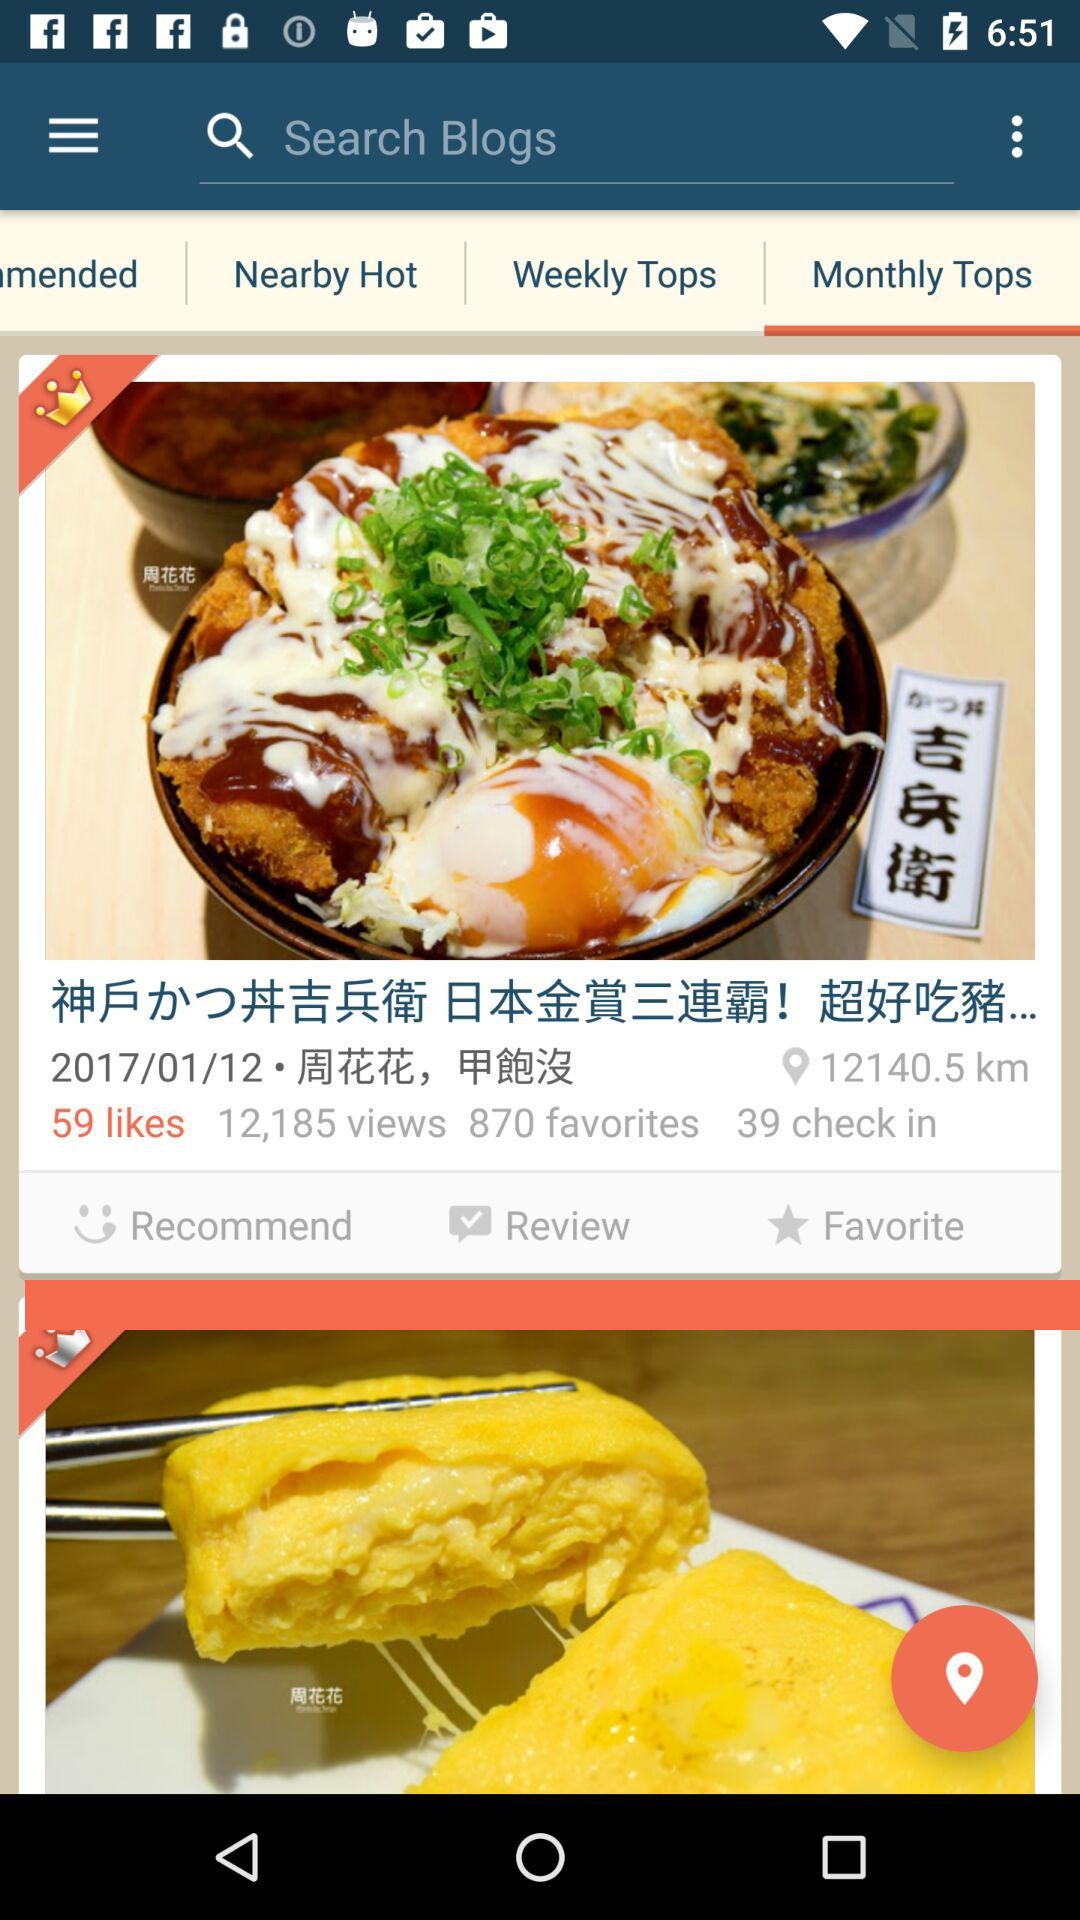 6:51
Search Blogs
mmended
Nearby Hot
Weekly Tops
Monthly Tops
周花花
かつ丼
吉兵衛
神戶かつ丼吉兵衛 日本金賞三連霸！超好吃豬…
2017/01/12 • 周花花，甲飽沒
12140.5 km
59 likes 12,185 views 870 favorites 39 check in
Recommend
Review
Favorite
周花花